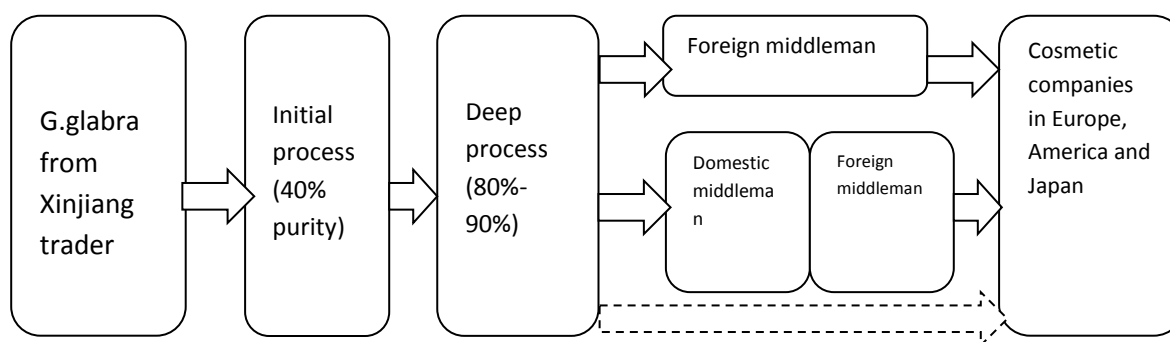 G.glabra
from
Xinjiang
trader
Initial
process
(40%
purity)
Deep
process
(80%-
90%)
Foreign middleman
Domestic
middlema
n
Foreign
middleman
Cosmetic
companies
in Europe,
America and
Japan